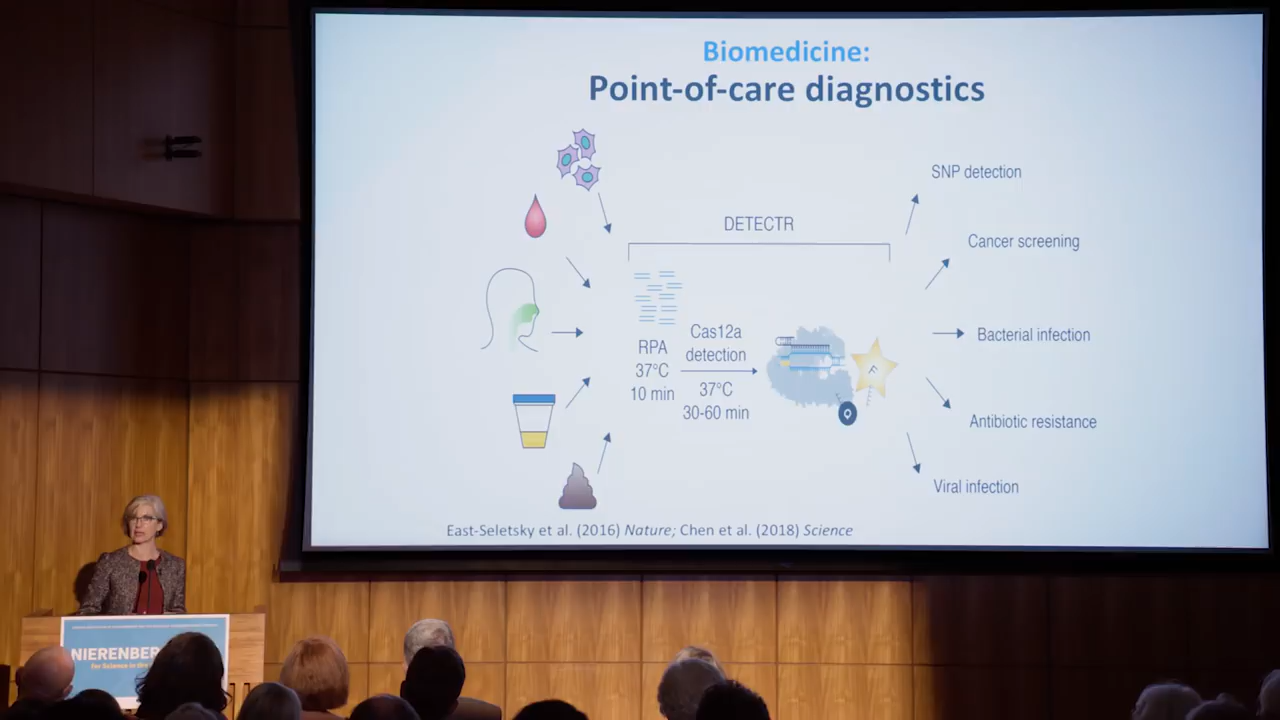 Biomedicine:
Point-of-care diagnostics
SNP detection
DETECTR
Cancer screening
RPA
37°C
10 min
Cas12a
detection
37°C
30-60 min
F
Q
Bacterial infection
Antibiotic resistance
Viral infection
East-Seletsky et al. (2016) Nature; Chen et al. (2018) Science
NIERENBER
for Science in the